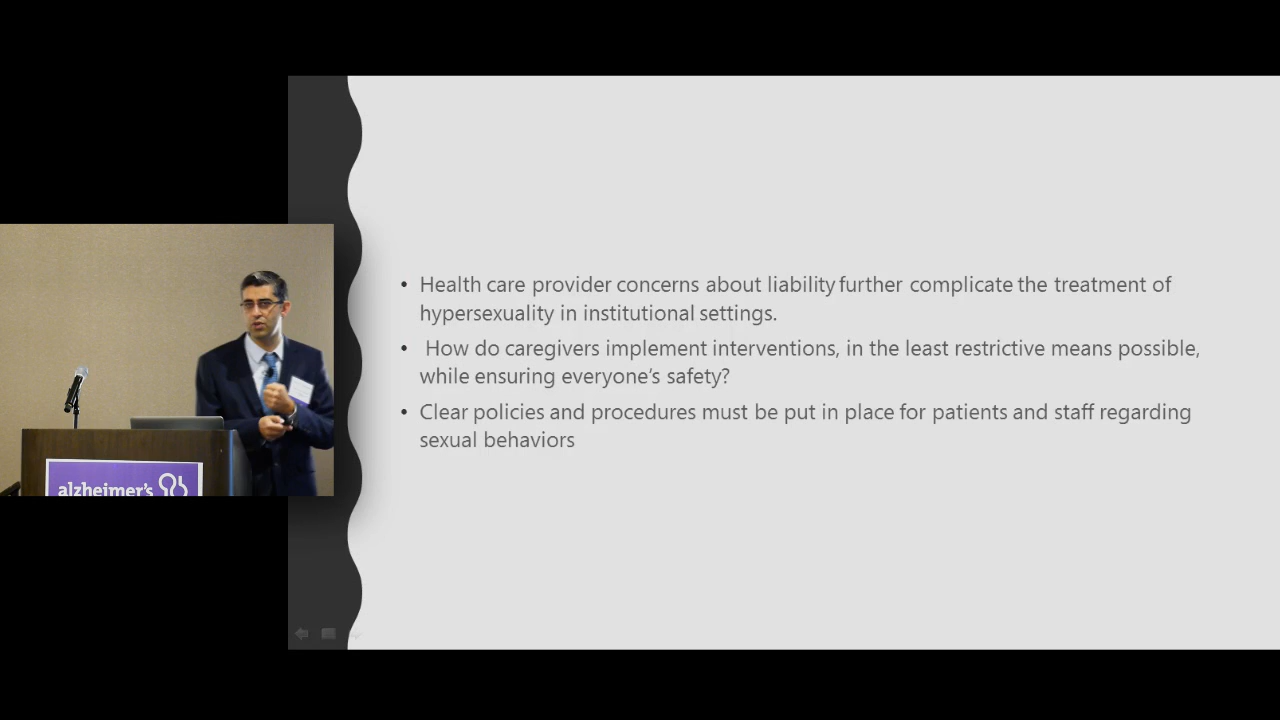 • Health care provider concerns about liability further complicate the treatment of
hypersexuality in institutional settings.
• How do caregivers implement interventions, in the least restrictive means possible,
while ensuring everyone’s safety?
• Clear policies and procedures must be put in place for patients and staff regarding
sexual behaviors
alzheimer's